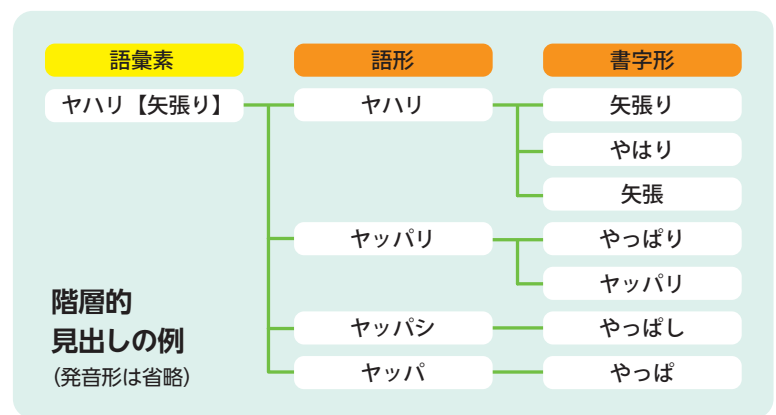 語彙素 語形 書字形
ヤハリ【矢張り】 ヤハリ 矢張り
やはり
矢張
ヤッパリ やっぱり
ヤッパリ
ヤッパシ やっぱし
ヤッパ やっぱ
階層的
見出しの例
(発音形は省略)